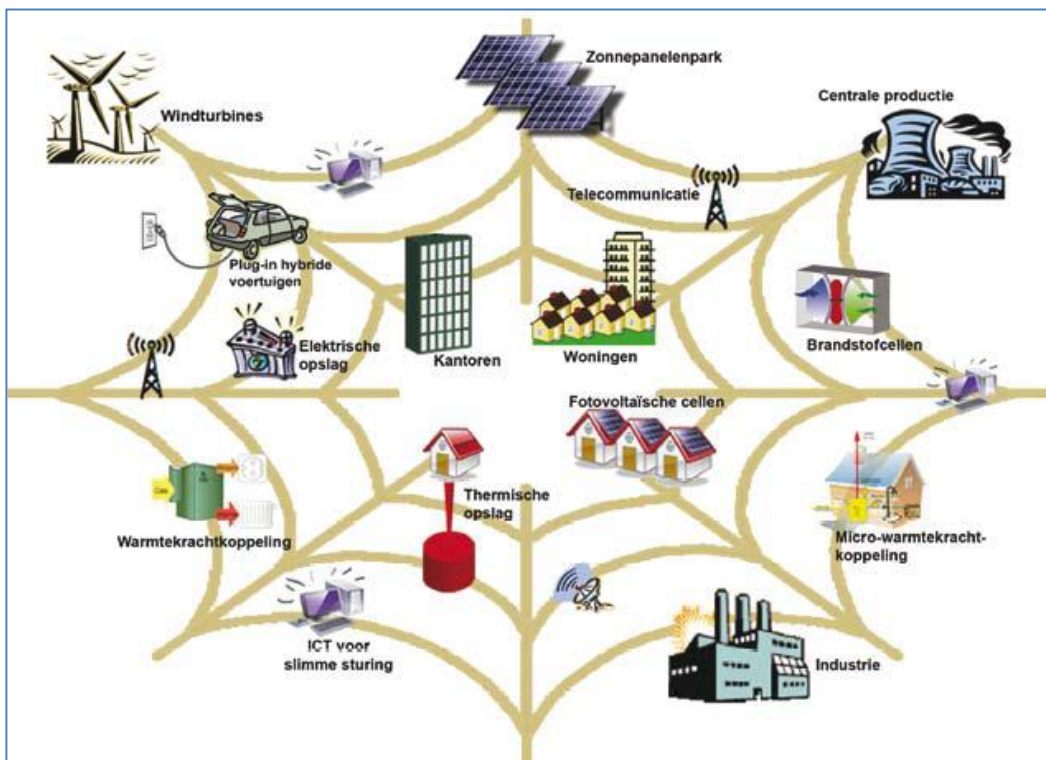 Zonnepanelenpark
Centrale productie
Windturbines
Telecommunicatie
Plug-in hybride
voertuigen
Elektrische
opslag
Kantoren
Woningen
Brandstofcellen
Fotovoltaïsche cellen
Thermische
opslag
Gas
Warmtekrachtkoppeling
Micro-warmtekracht-
koppeling
ICT voor
slimme sturing
Industrie